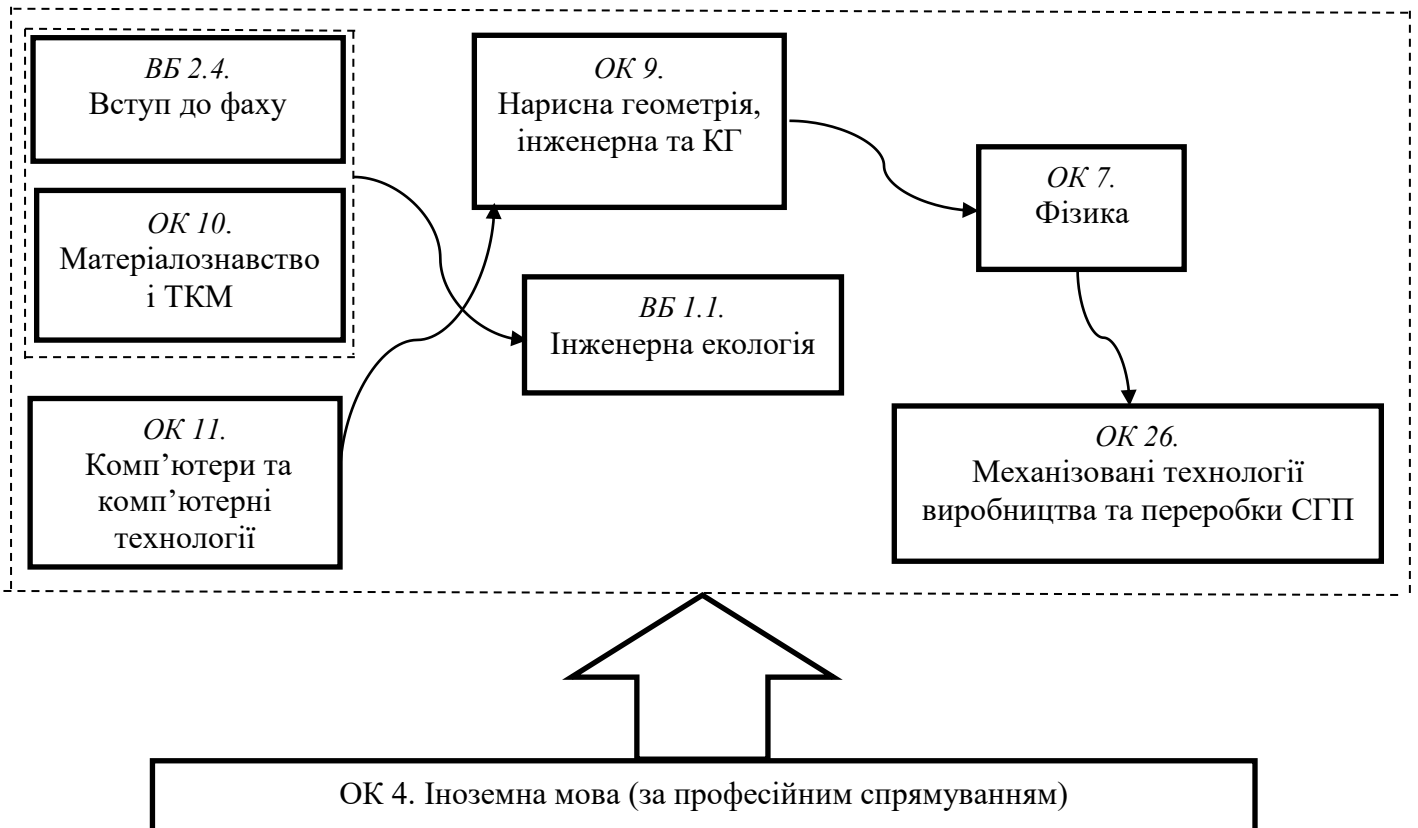 ВБ 2.4.
Вступ до фаху
ОК 10.
Матеріалознавство
і ТКМ
ОК 11.
Комп’ютери та
комп’ютерні
технології
ОК 9.
Нарисна геометрія,
інженерна та КГ
ВБ 1.1.
Інженерна екологія
ОК 7.
Фізика
ОК 26.
Механізовані технології
виробництва та переробки СГП
ОК 4. Іноземна мова (за професійним спрямуванням)